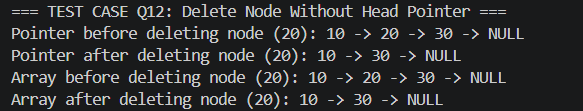 === TEST CASE Q12: Delete Node Without Head Pointer ===
Pointer before deleting node (20): 10 -> 20 -> 30 -> NULL
Pointer after deleting node (20): 10 -> 30 -> NULL
Array before deleting node (20): 10 -> 20 -> 30 -> NULL
Array after deleting node (20): 10 -> 30 -> NULL